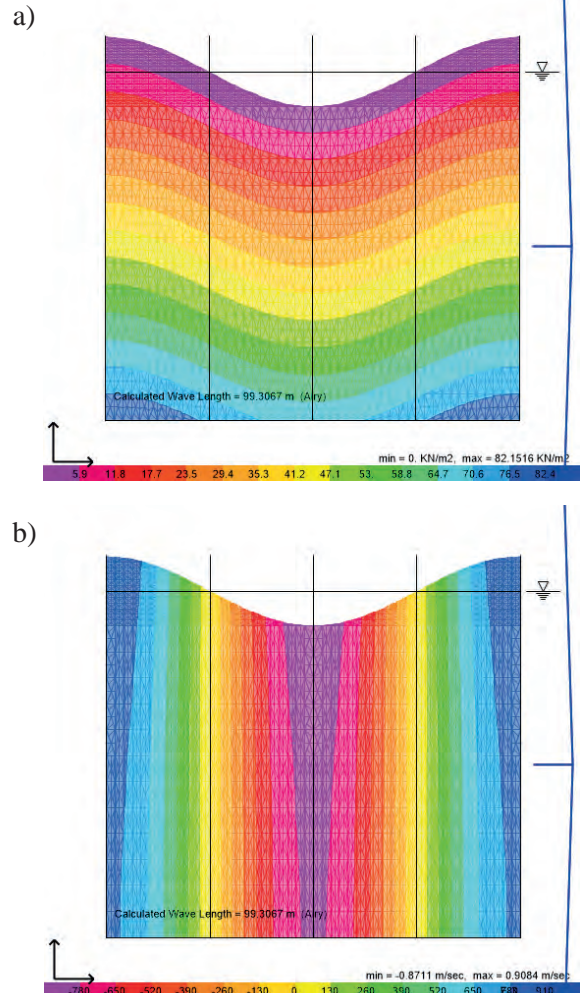 a)
Calculated Wave Length = 99.3067 m (Airy)
min = 0. KN/m2, max = 82.1516 KN/m2
5.9 11.8 17.7 23.5 29.4 35.3 41.2 47.1 53. 58.8 64.7 70.6 76.5 82.4
b)
Calculated Wave Length = 99.3067 m (Airy)
min = -0.8711 m/sec, max = 0.9084 m/sec
-780 -650 -520 -390 -260 -130 0 130 260 390 520 650 910